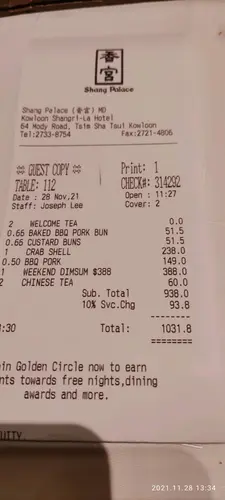 香宮
Shang Palace
Shang Palace (香宮) MD
Kowloon Shangri-La Hotel
64 Mody Road, Tsim Sha Tsui Kowloon
Tel:2733-8754 Fax:2721-4806
GUEST COPY Print: 1
TABLE: 112 CHECK#: 314292
Date : 28 Nov,21 Open : 11:27
Staff: Joseph Lee Cover: 2
2 WELCOME TEA 0.0
0.66 BAKED BBQ PORK BUN 51.5
0.66 CUSTARD BUNS 51.5
1 CRAB SHELL 238.0
0.50 BBQ PORK 149.0
1 WEEKEND DIMSUM $388 388.0
2 CHINESE TEA 60.0
Sub. Total 938.0
10% Svc.Chg 93.8
--------
:30 Total: 1031.8
========
in Golden Circle now to earn
nts towards free nights,dining
awards and more.
2021.11.28 13:34